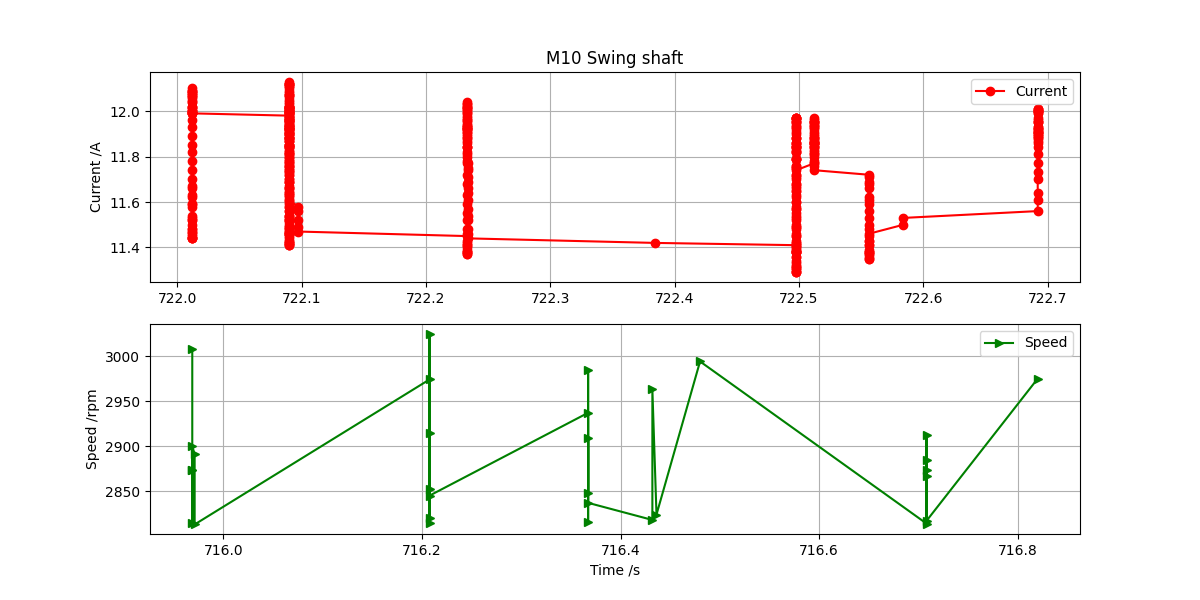 M10 Swing shaft
Current /A
12.0
11.8
11.6
11.4
Current
722.0 722.1 722.2 722.3 722.4 722.5 722.6 722.7
Speed /rpm
3000
2950
2900
2850
Speed
716.0 716.2 716.4 716.6 716.8
Time /s